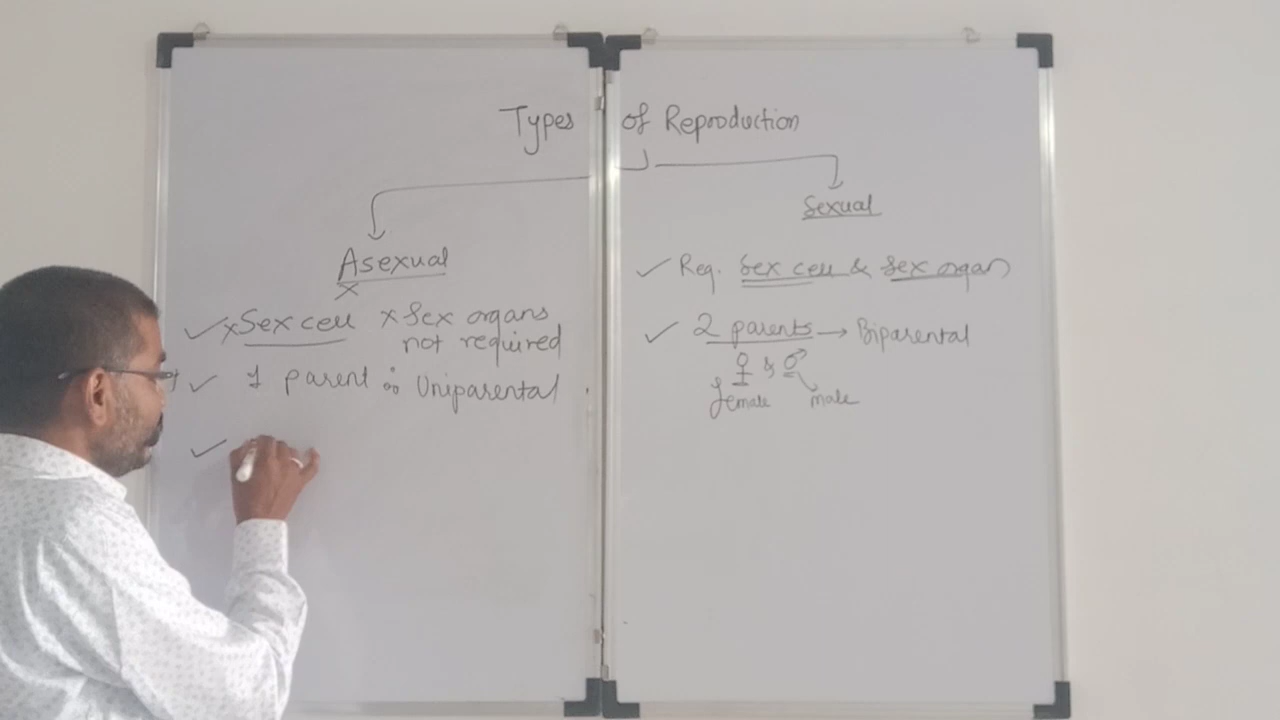 Types of Reproduction
Asexual
x
✓ x Sex cell x Sex organs
not required
✓ 1 parent ∴ Uniparental
✓
Sexual
✓ Req. Sex cell & Sex organ
✓ 2 parents → Biparental
♀ & ♂
female male